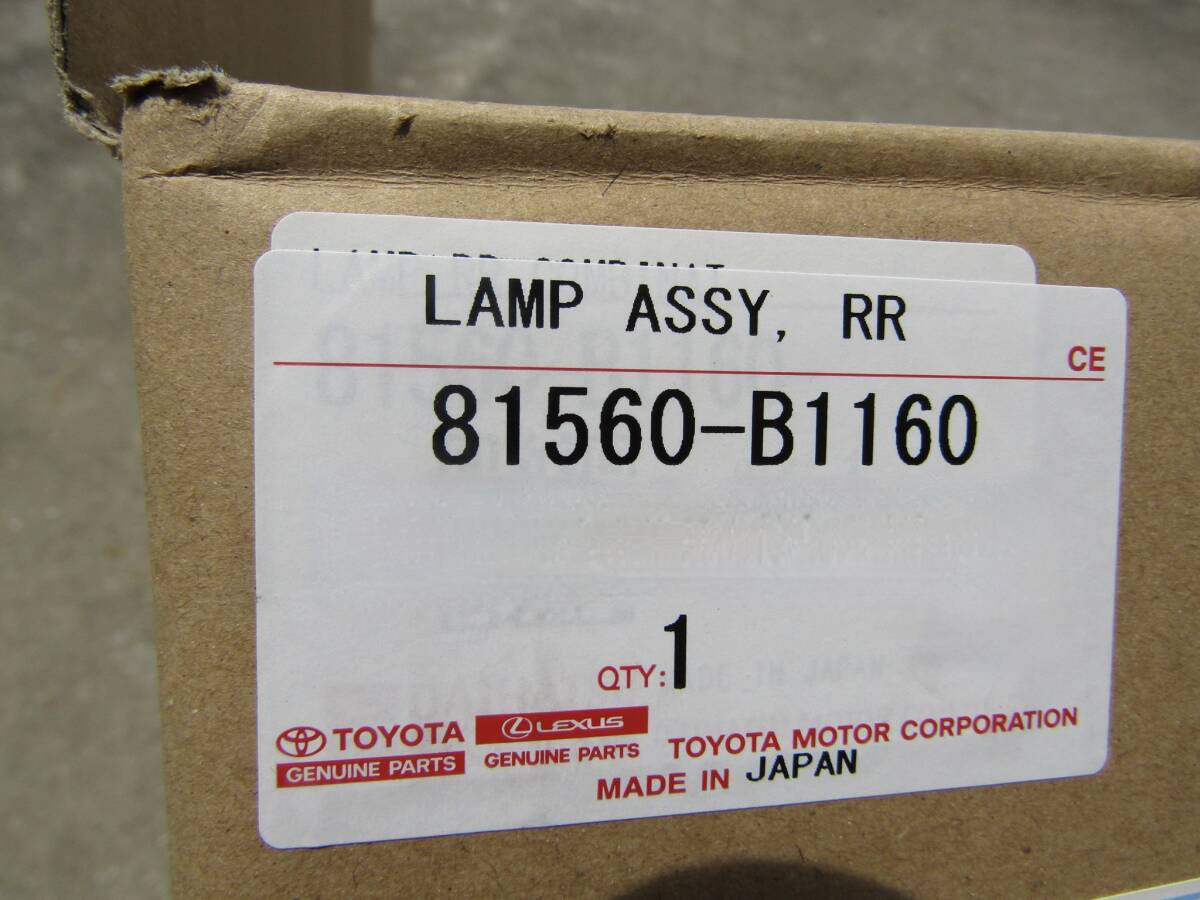 LAMP ASSY, RR
CE
81560-B1160
QTY: 1
TOYOTA
GENUINE PARTS
LEXUS
GENUINE PARTS
TOYOTA MOTOR CORPORATION
MADE IN JAPAN